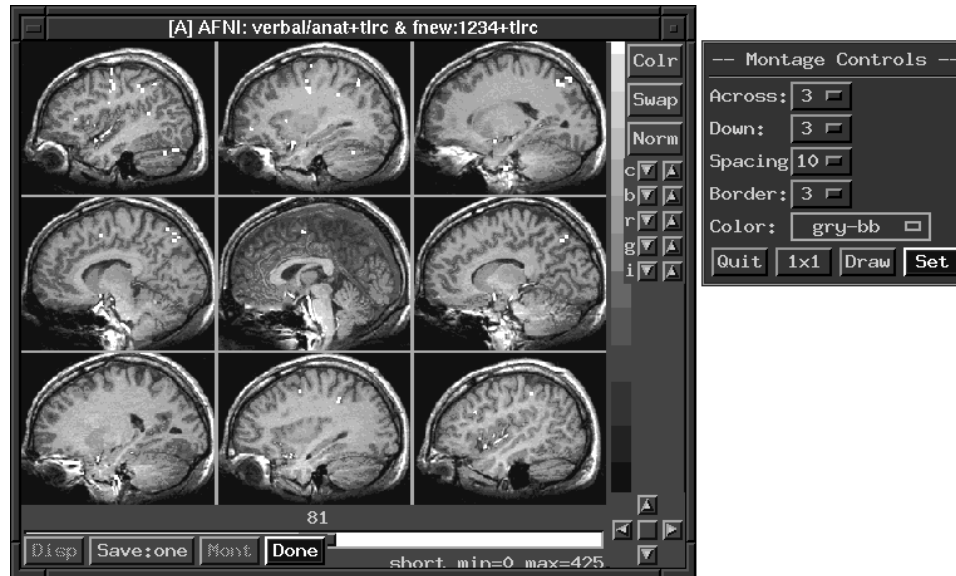 [A] AFNI: verbal/anat+tlrc & fnew:1234+tlrc
Colr
Swap
Norm
c
b
r
g
i
81
Disp Save:one Mont Done
short min=0 max=425
-- Montage Controls --
Across: 3
Down: 3
Spacing 10
Border: 3
Color: gry-bb
Quit 1x1 Draw Set